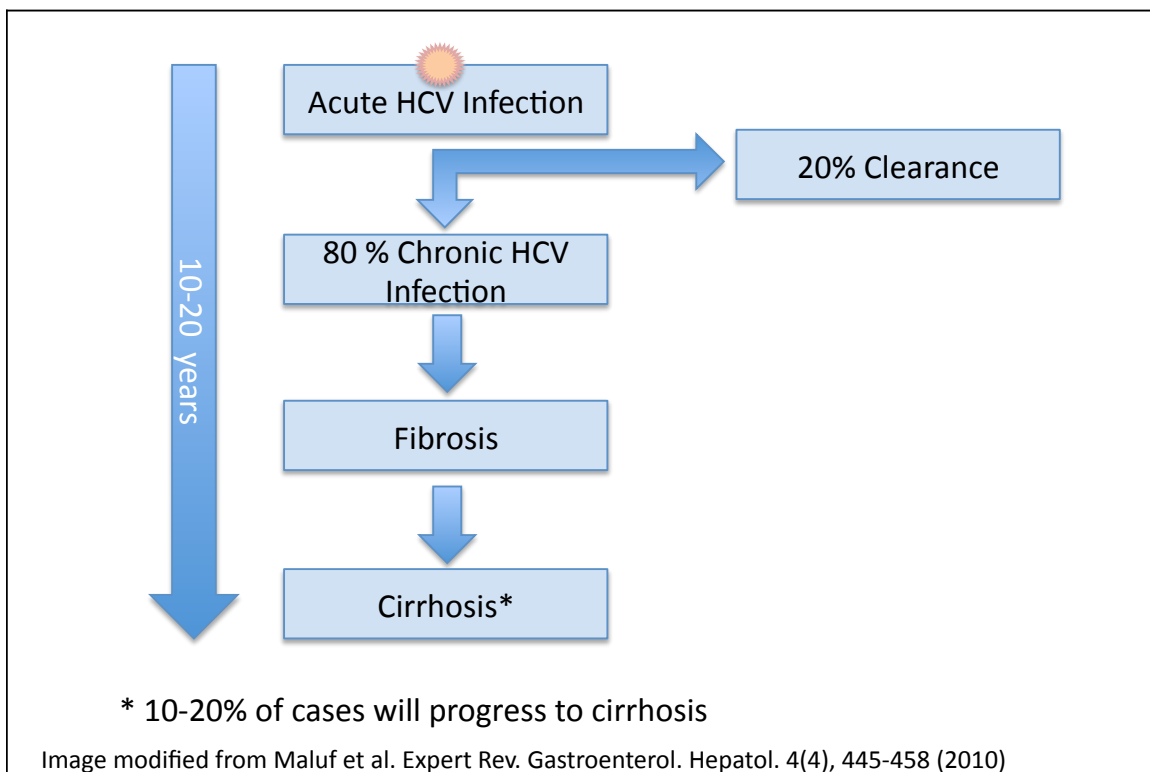 Acute HCV Infection
20% Clearance
80 % Chronic HCV
Infection
10-20 years
Fibrosis
Cirrhosis*
* 10-20% of cases will progress to cirrhosis
Image modified from Maluf et al. Expert Rev. Gastroenterol. Hepatol. 4(4), 445-458 (2010)